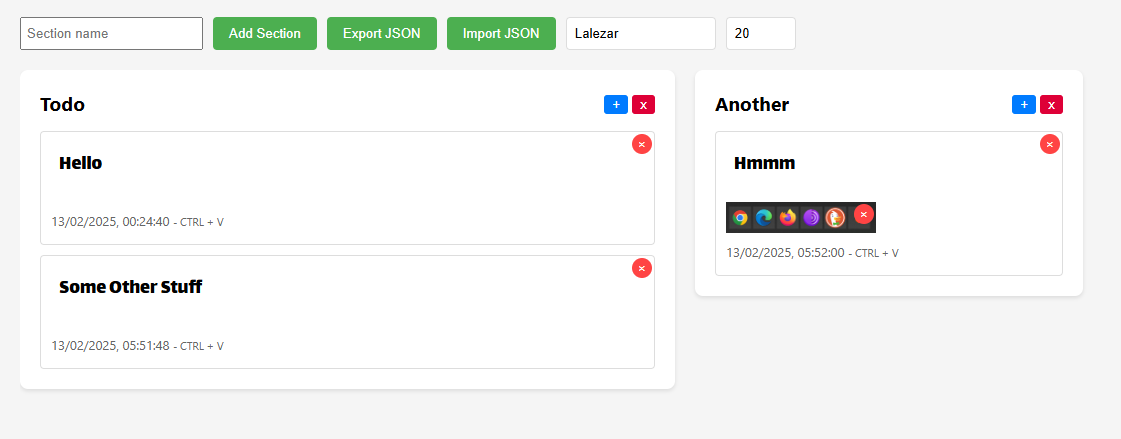 Section name Add Section Export JSON Import JSON Lalezar 20
Todo + x
Hello ×
13/02/2025, 00:24:40 - CTRL + V
Some Other Stuff ×
13/02/2025, 05:51:48 - CTRL + V
Another + x
Hmmm ×
×
13/02/2025, 05:52:00 - CTRL + V